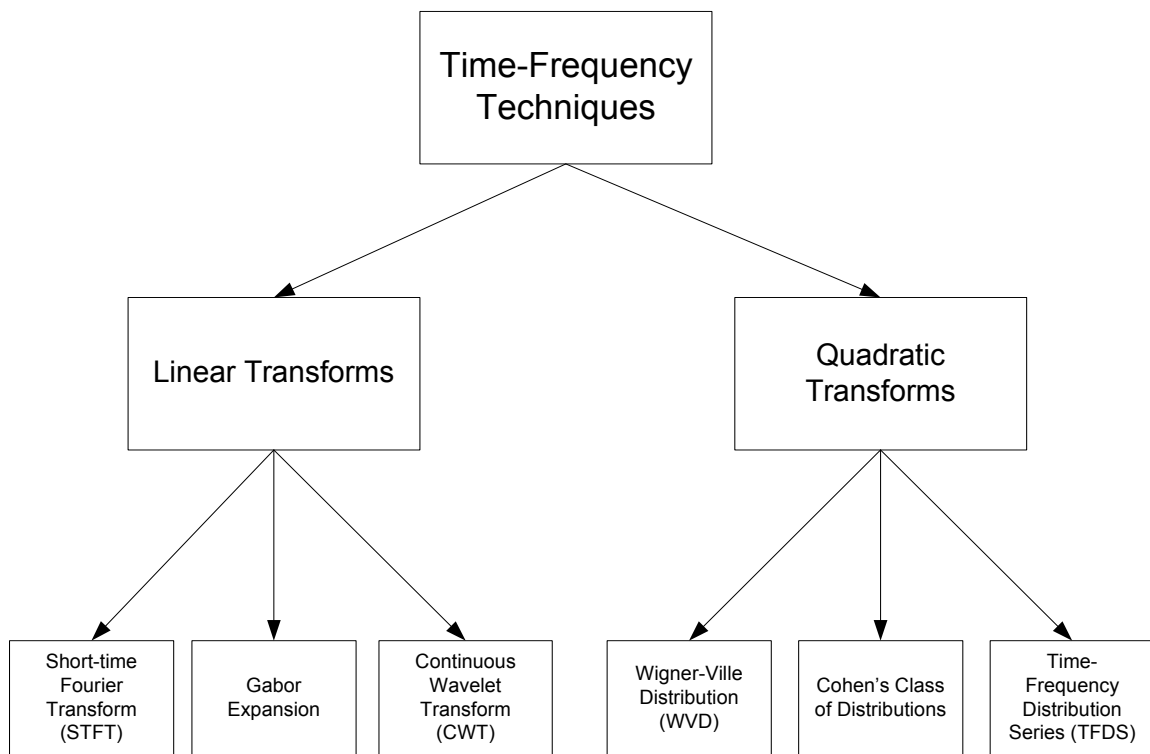 Time-Frequency
Techniques
Linear Transforms
Quadratic
Transforms
Short-time
Fourier
Transform
(STFT)
Gabor
Expansion
Continuous
Wavelet
Transform
(CWT)
Wigner-Ville
Distribution
(WVD)
Cohen’s Class
of Distributions
Time-
Frequency
Distribution
Series (TFDS)